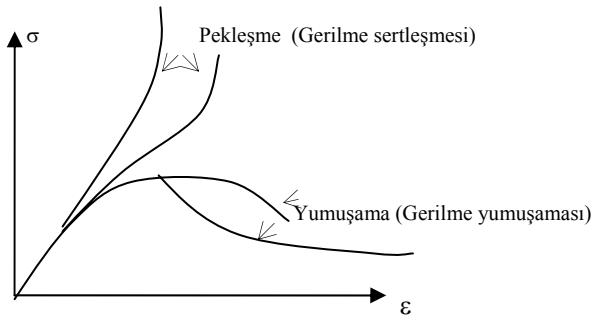 σ
Pekleşme (Gerilme sertleşmesi)
Yumuşama (Gerilme yumuşaması)
ε